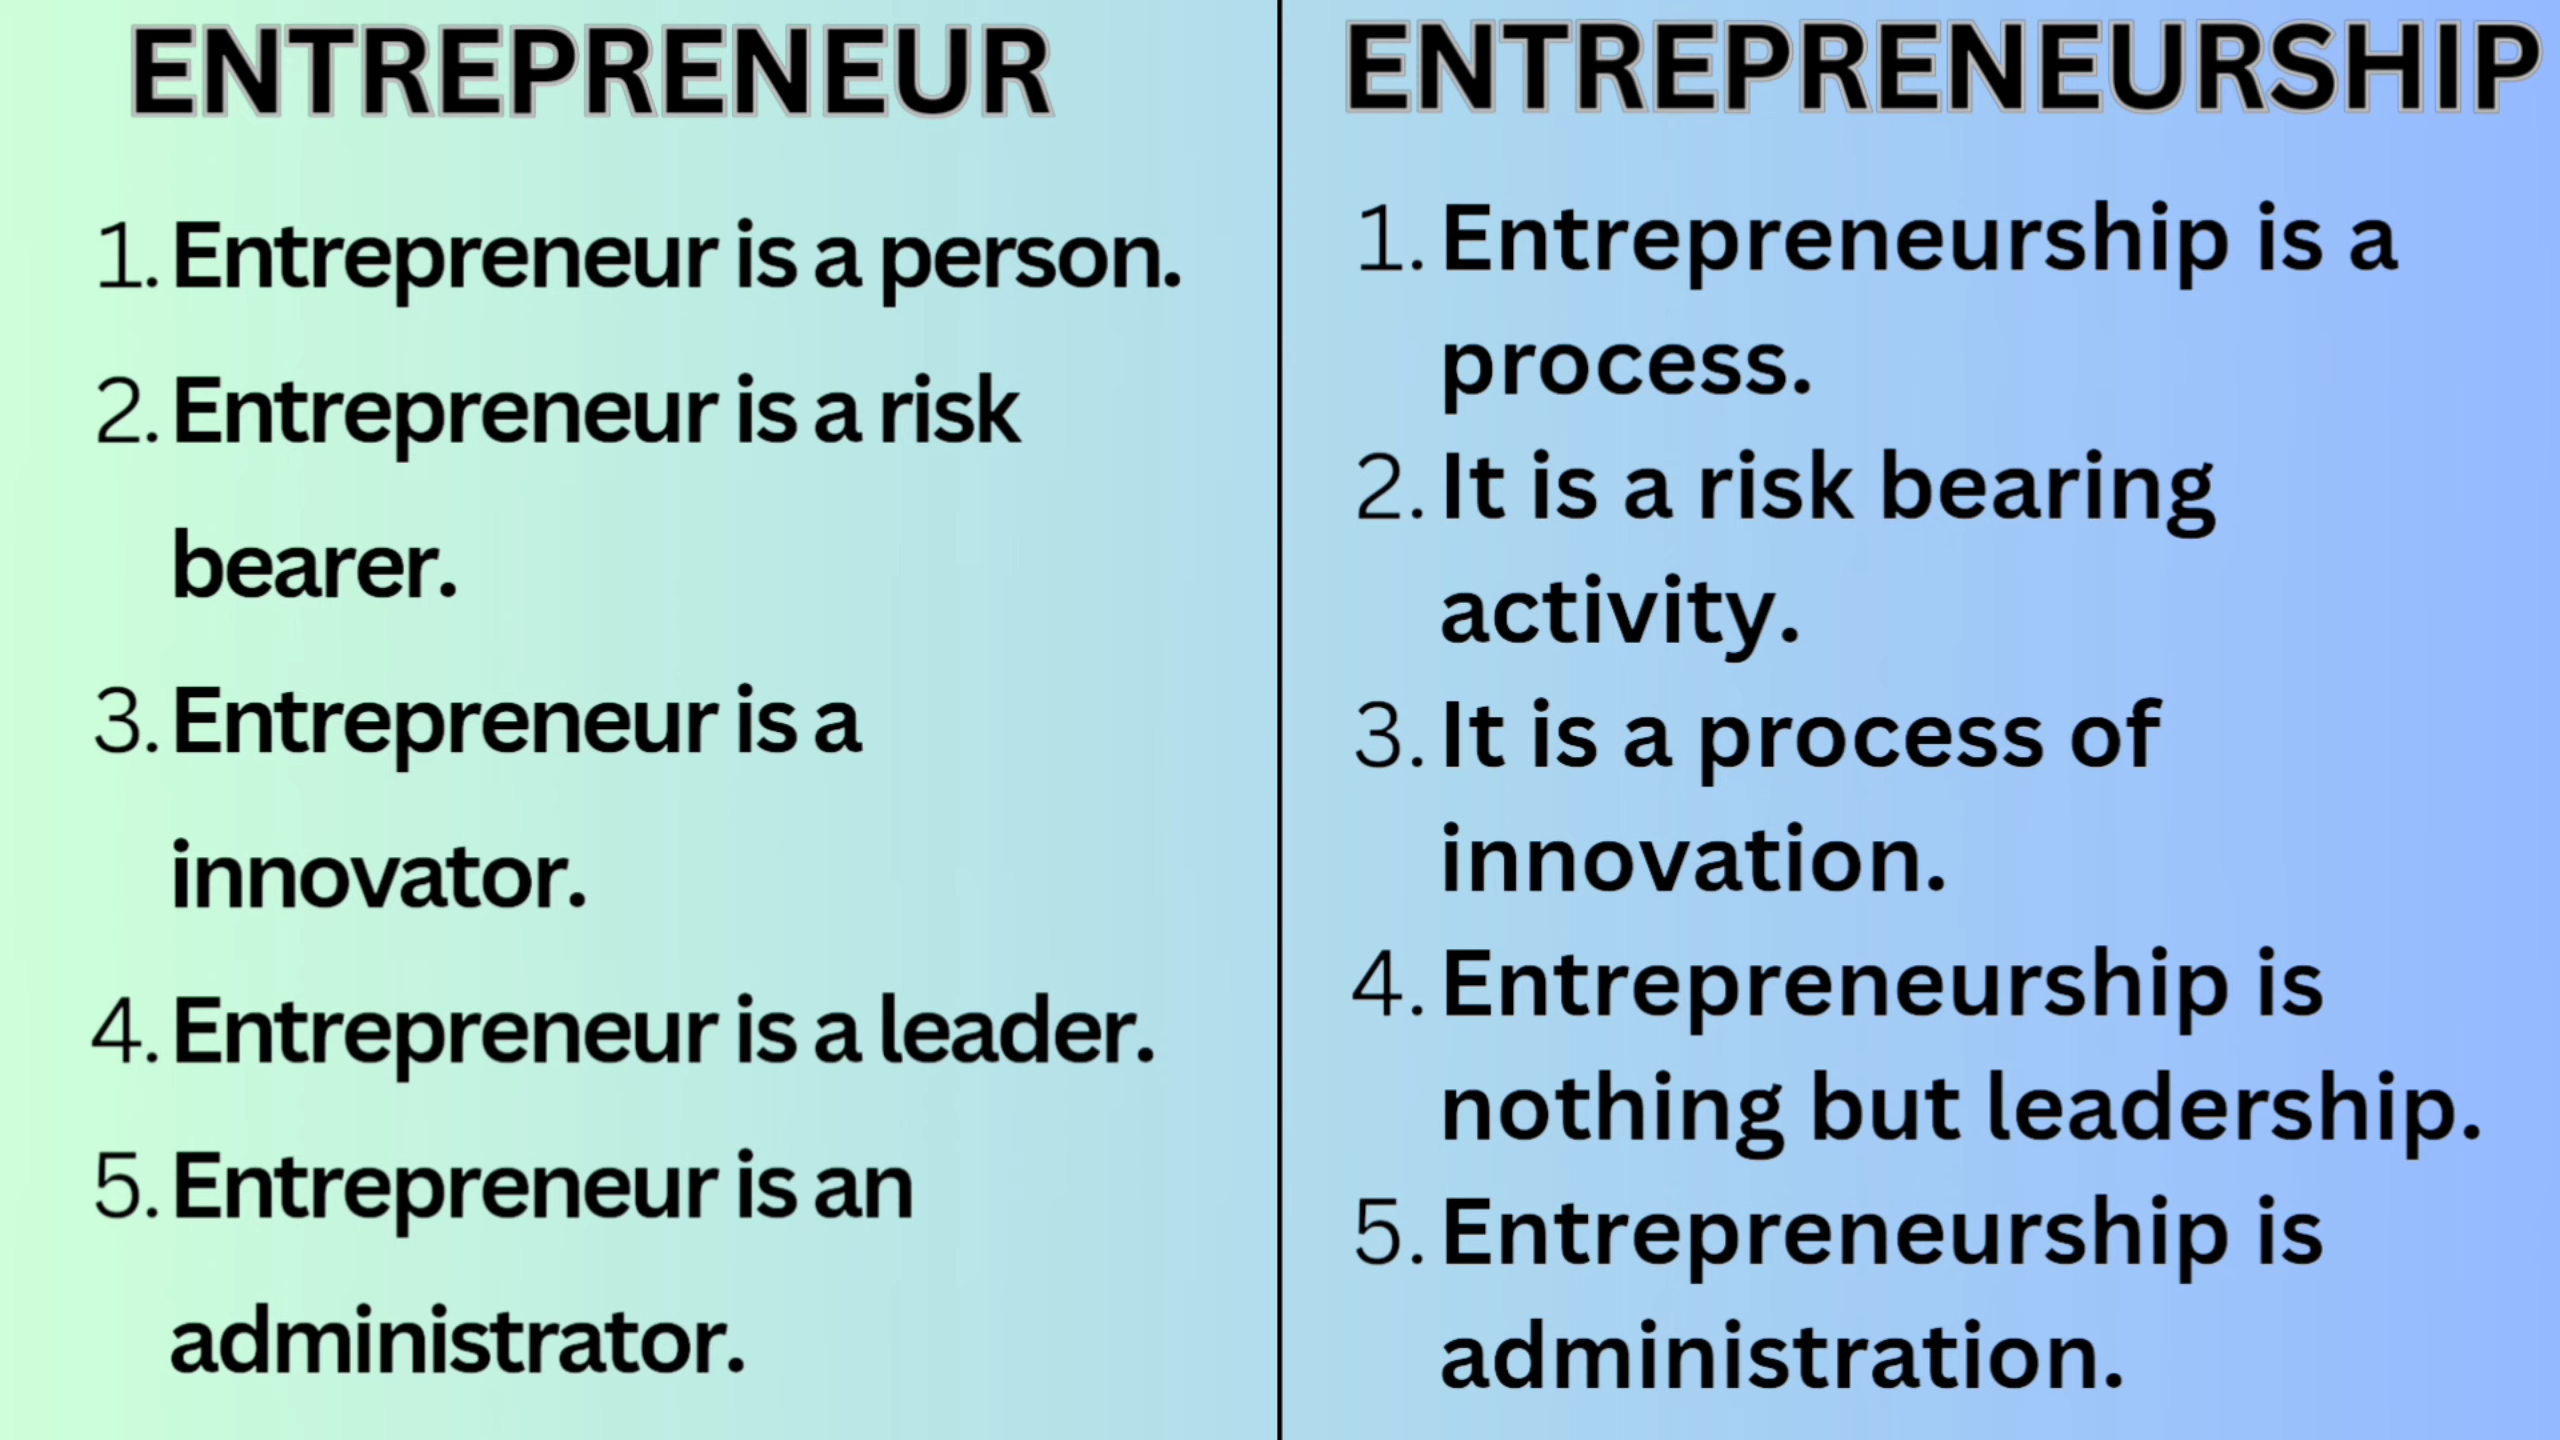 ENTREPRENEUR
1. Entrepreneur is a person.
2. Entrepreneur is a risk
bearer.
3. Entrepreneur is a
innovator.
4. Entrepreneur is a leader.
5. Entrepreneur is an
administrator.
ENTREPRENEURSHIP
1. Entrepreneurship is a
process.
2. It is a risk bearing
activity.
3. It is a process of
innovation.
4. Entrepreneurship is
nothing but leadership.
5. Entrepreneurship is
administration.